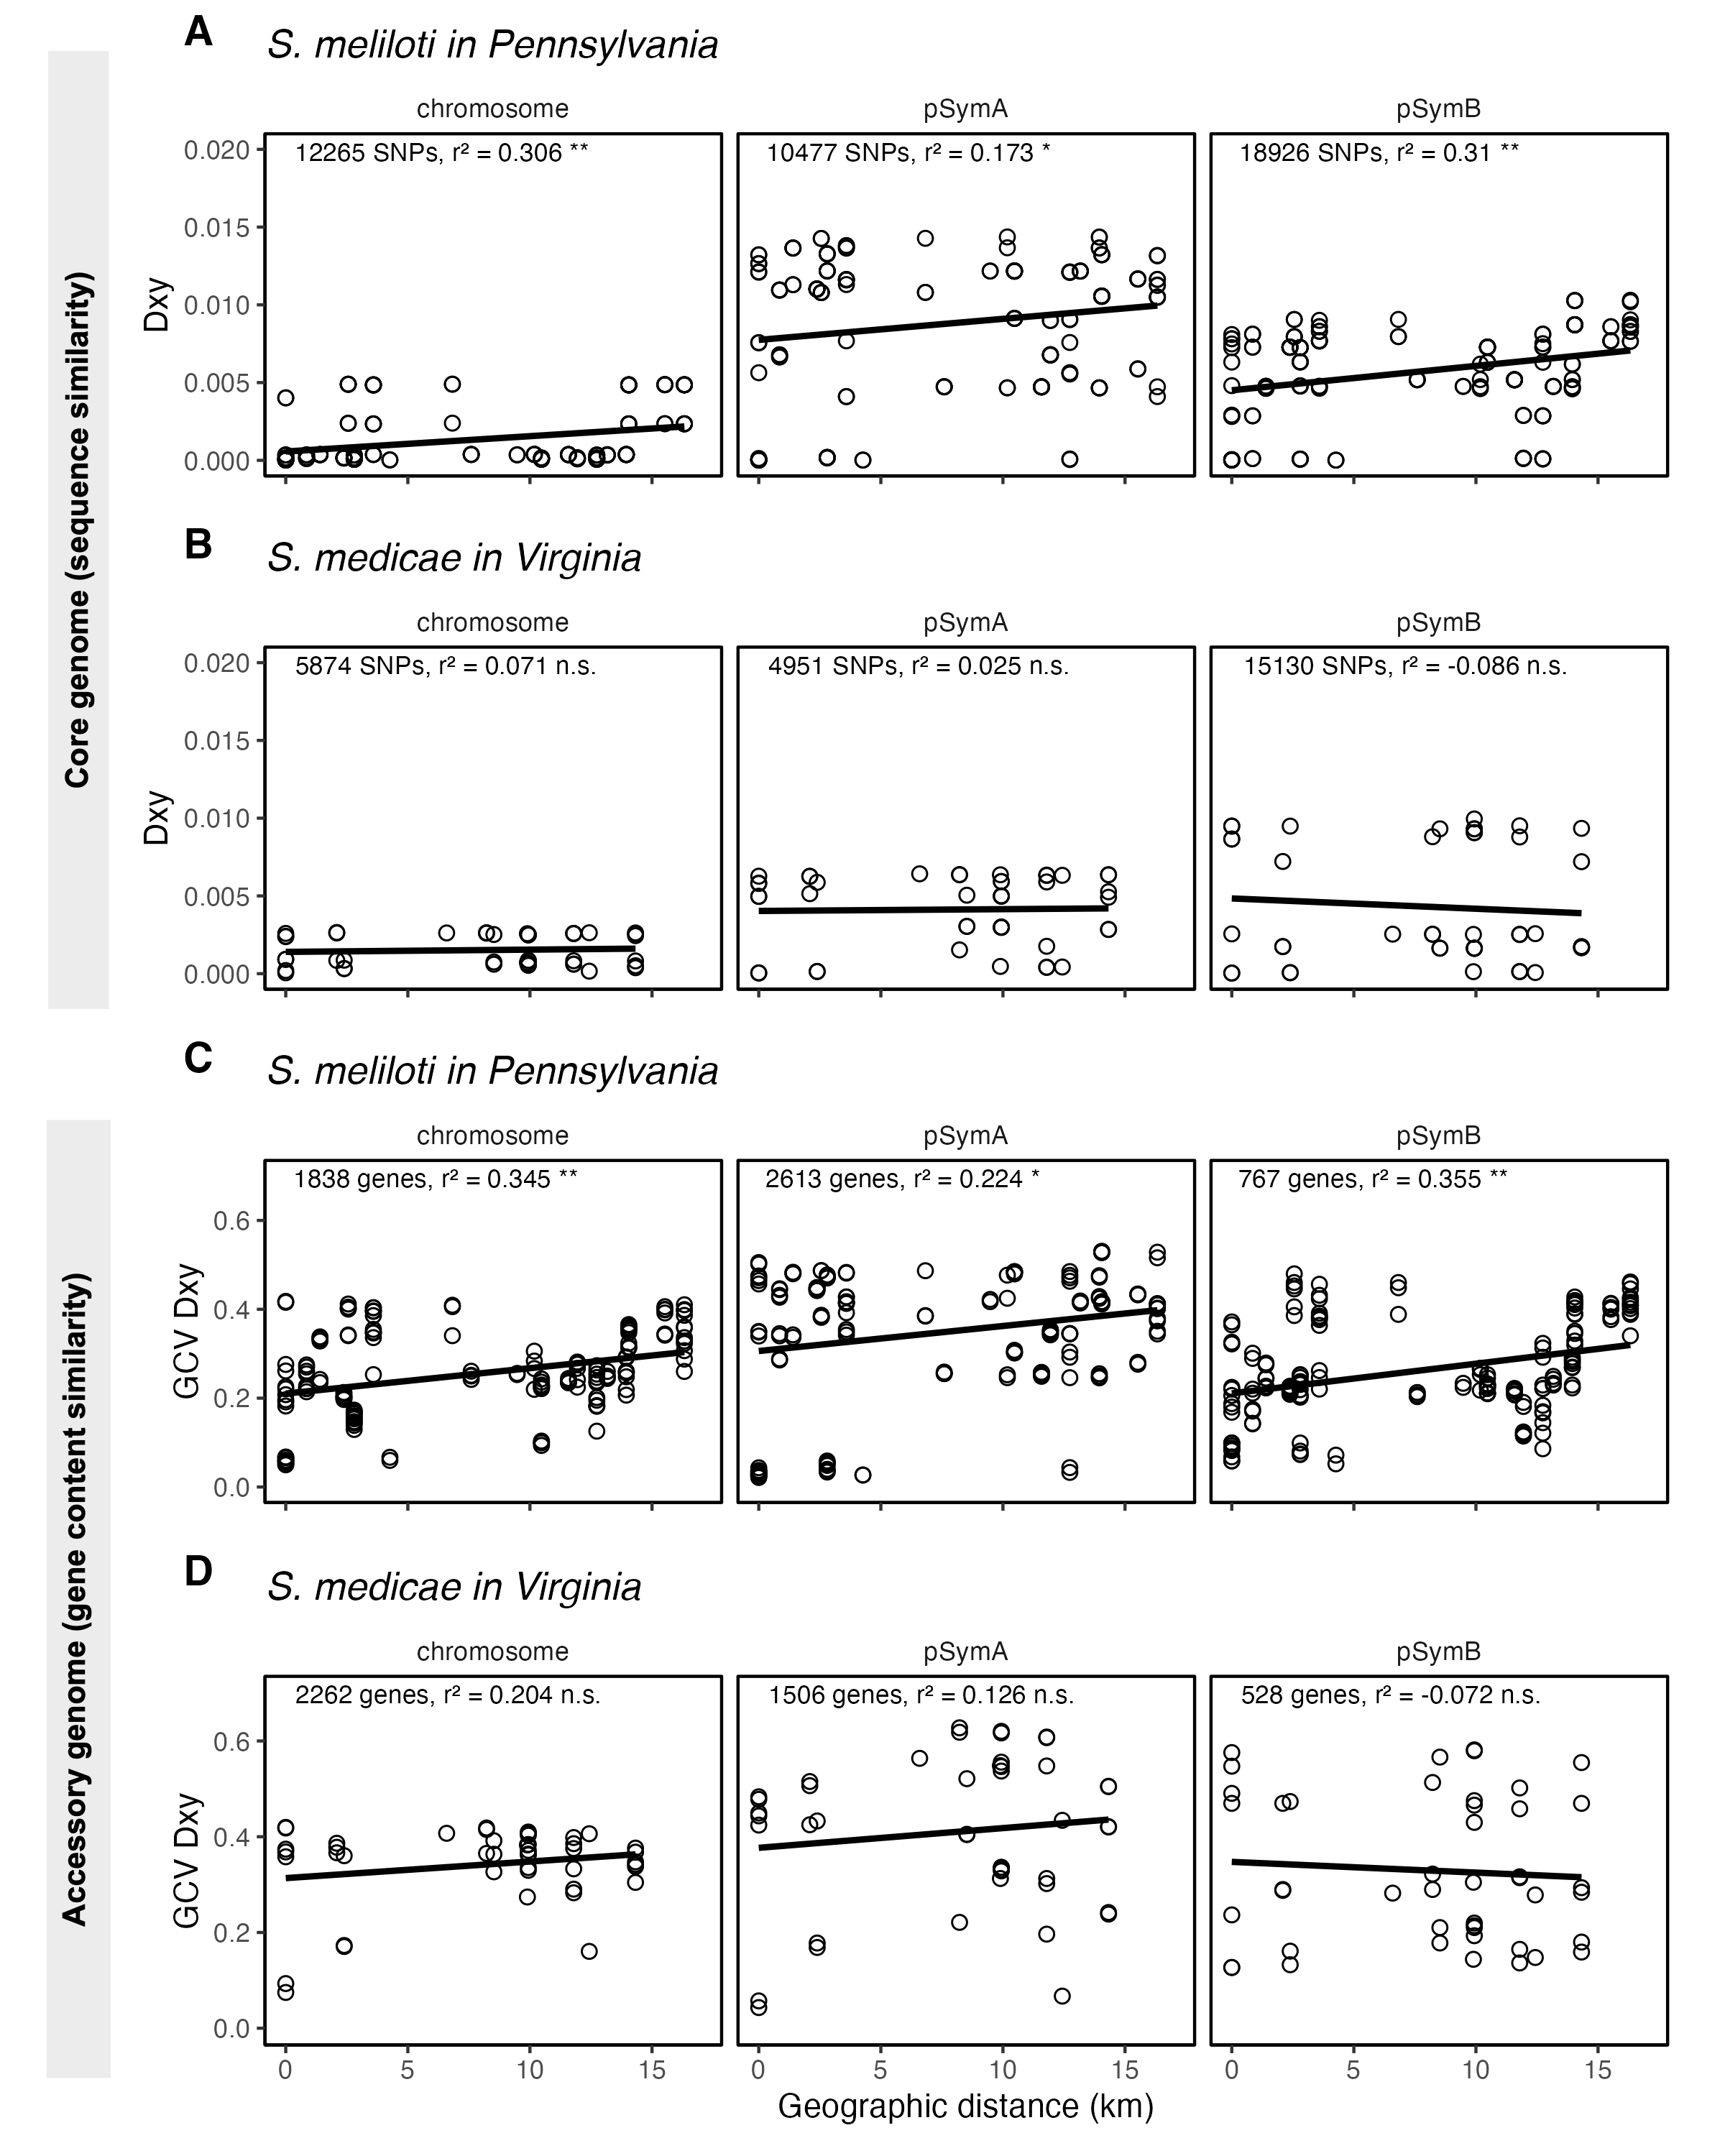 Core genome (sequence similarity)
A
S. meliloti in Pennsylvania
chromosome
pSymA
pSymB
12265 SNPs, r² = 0.306 **
10477 SNPs, r² = 0.173 *
18926 SNPs, r² = 0.31 **
Dxy
0.020
0.015
0.010
0.005
0.000
B
S. medicae in Virginia
chromosome
pSymA
pSymB
5874 SNPs, r² = 0.071 n.s.
4951 SNPs, r² = 0.025 n.s.
15130 SNPs, r² = -0.086 n.s.
Dxy
0.020
0.015
0.010
0.005
0.000
Accessory genome (gene content similarity)
C
S. meliloti in Pennsylvania
chromosome
pSymA
pSymB
1838 genes, r² = 0.345 **
2613 genes, r² = 0.224 *
767 genes, r² = 0.355 **
GCV Dxy
0.6
0.4
0.2
0.0
D
S. medicae in Virginia
chromosome
pSymA
pSymB
2262 genes, r² = 0.204 n.s.
1506 genes, r² = 0.126 n.s.
528 genes, r² = -0.072 n.s.
GCV Dxy
0.6
0.4
0.2
0.0
0 5 10 15
0 5 10 15
0 5 10 15
Geographic distance (km)